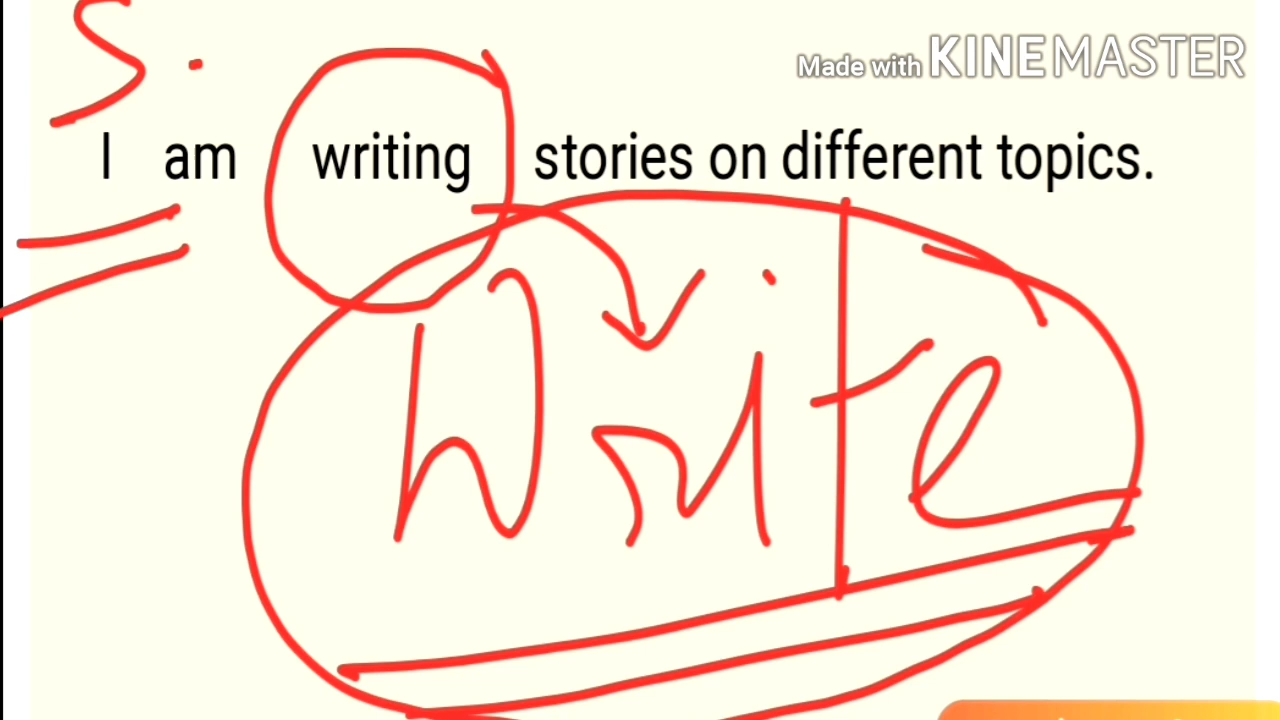 Made with KINEMASTER
S.
I am writing stories on different topics.
Write